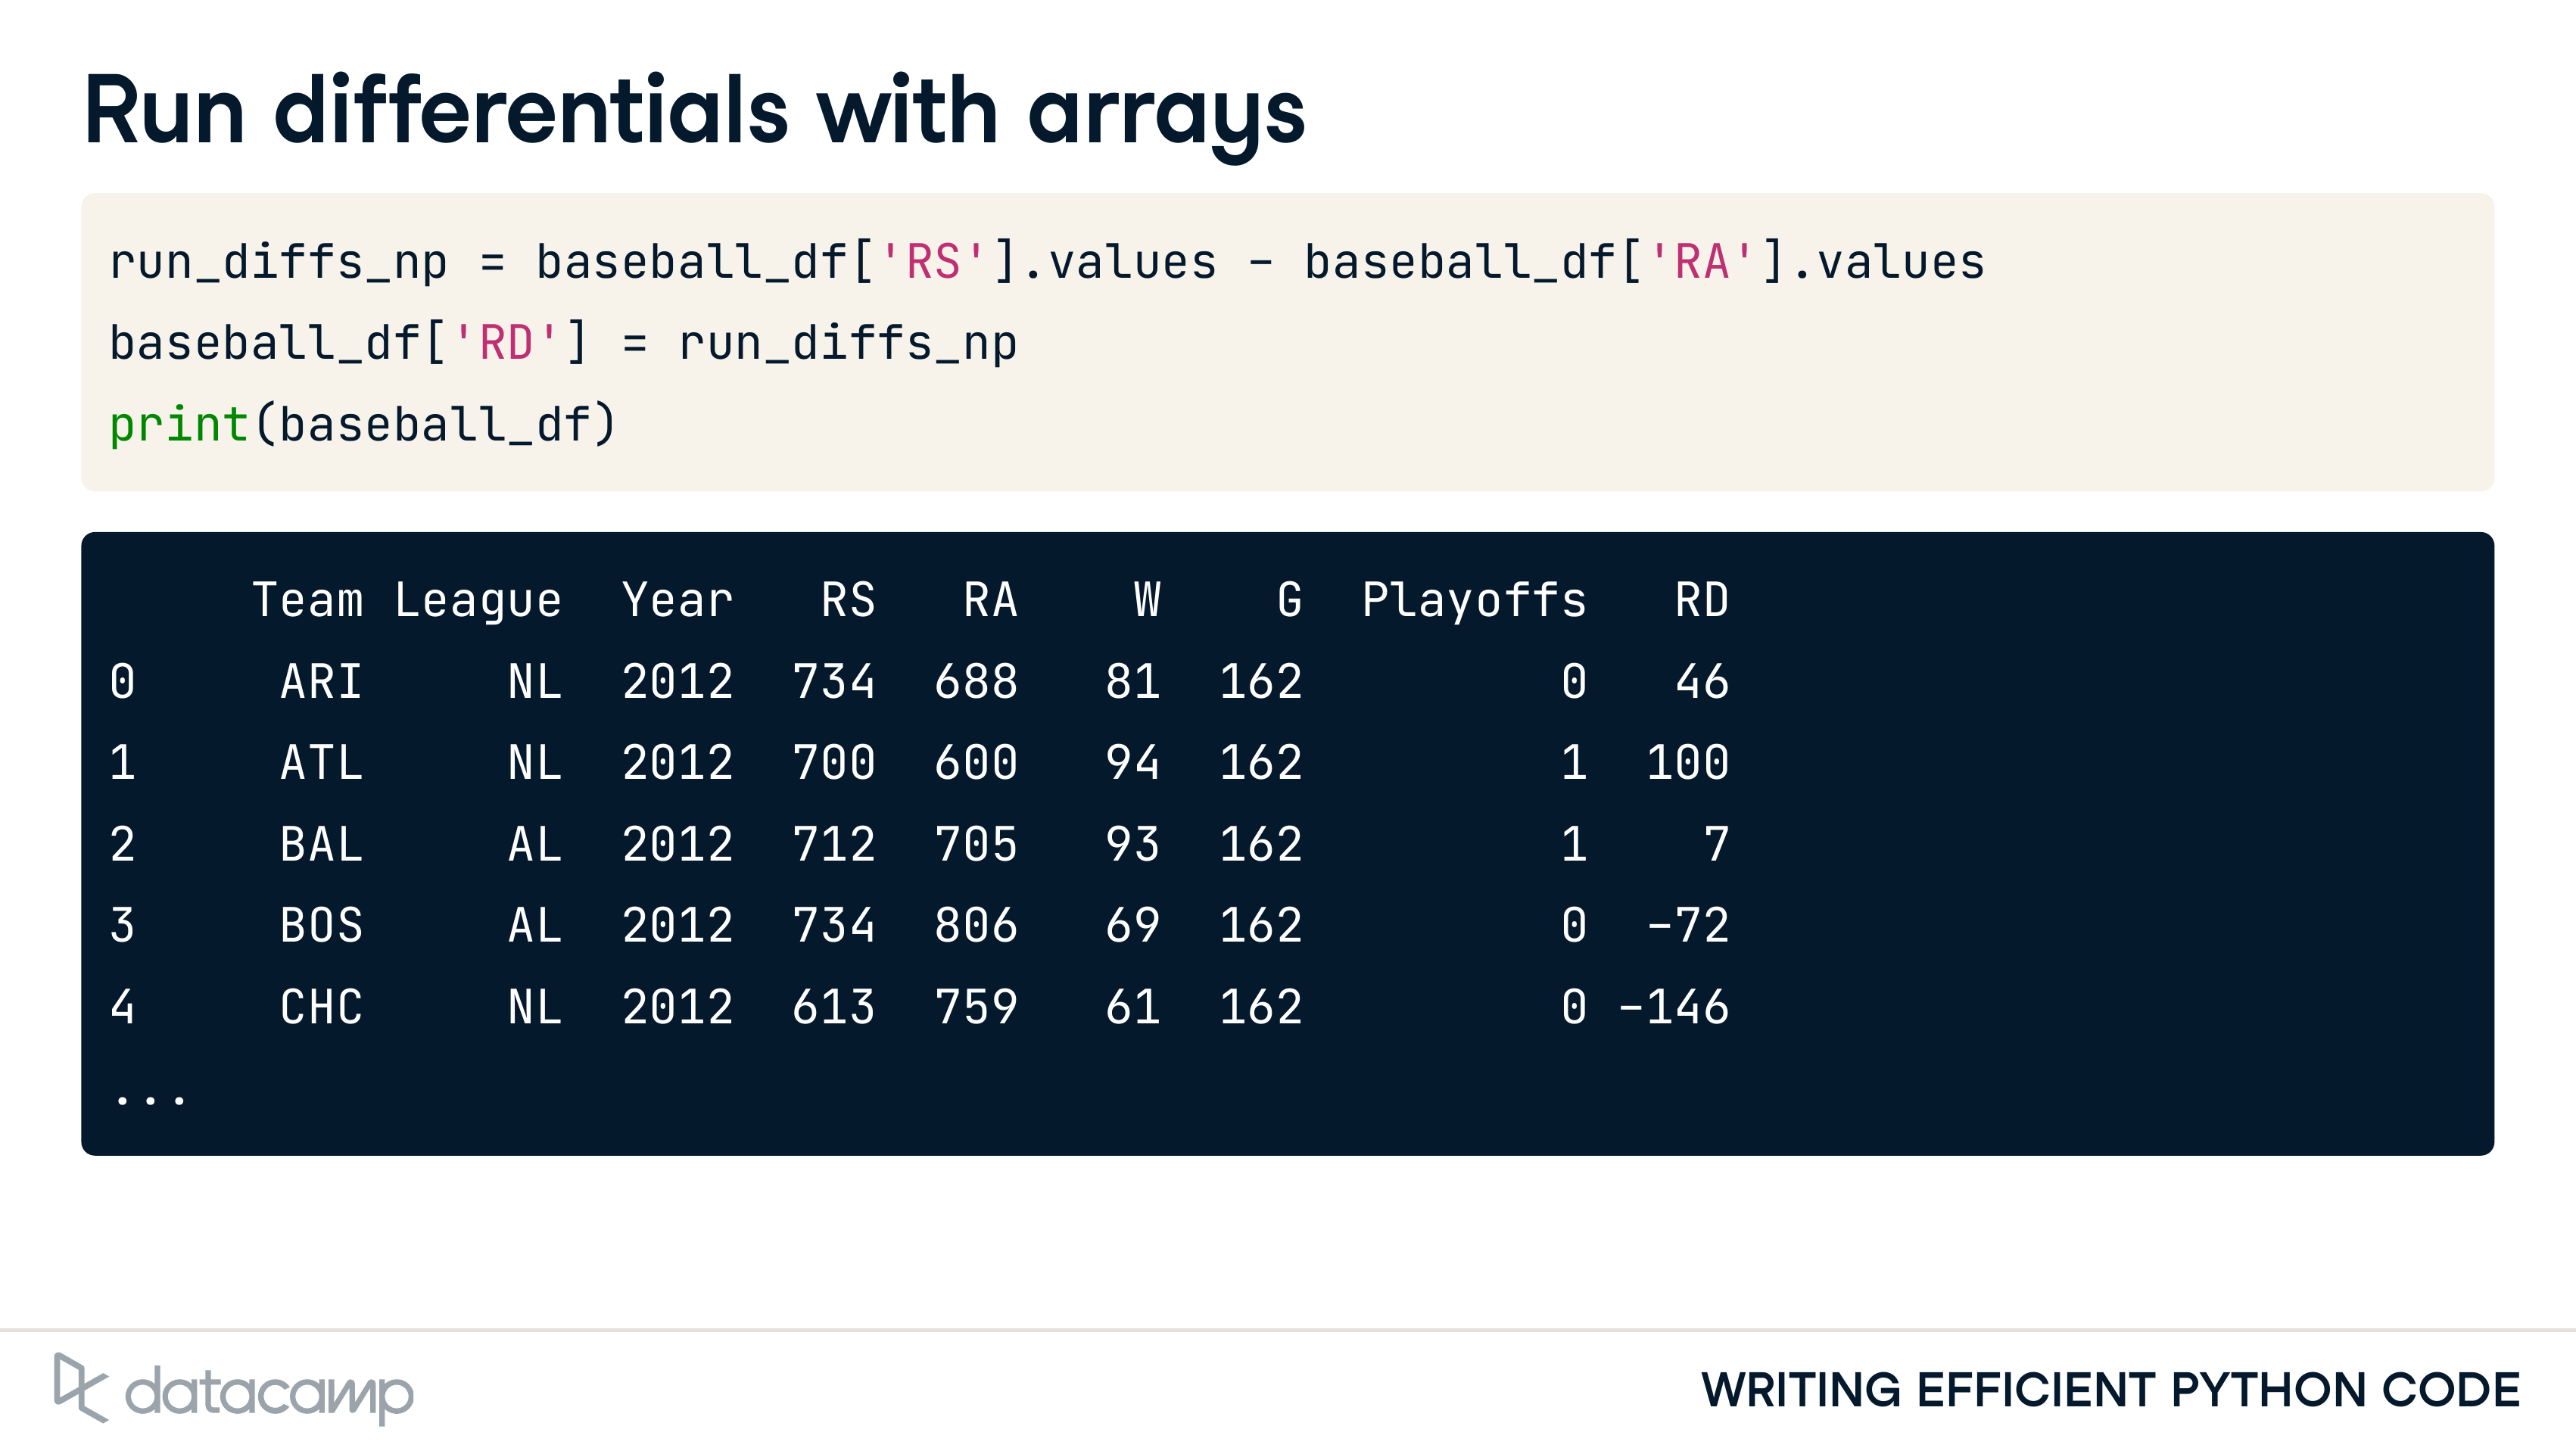 Run differentials with arrays
run_diffs_np = baseball_df['RS'].values - baseball_df['RA'].values
baseball_df['RD'] = run_diffs_np
print(baseball_df)
     Team League  Year   RS   RA    W    G  Playoffs   RD
0     ARI     NL  2012  734  688   81  162         0   46
1     ATL     NL  2012  700  600   94  162         1  100
2     BAL     AL  2012  712  705   93  162         1    7
3     BOS     AL  2012  734  806   69  162         0  -72
4     CHC     NL  2012  613  759   61  162         0 -146
...
datacamp
WRITING EFFICIENT PYTHON CODE